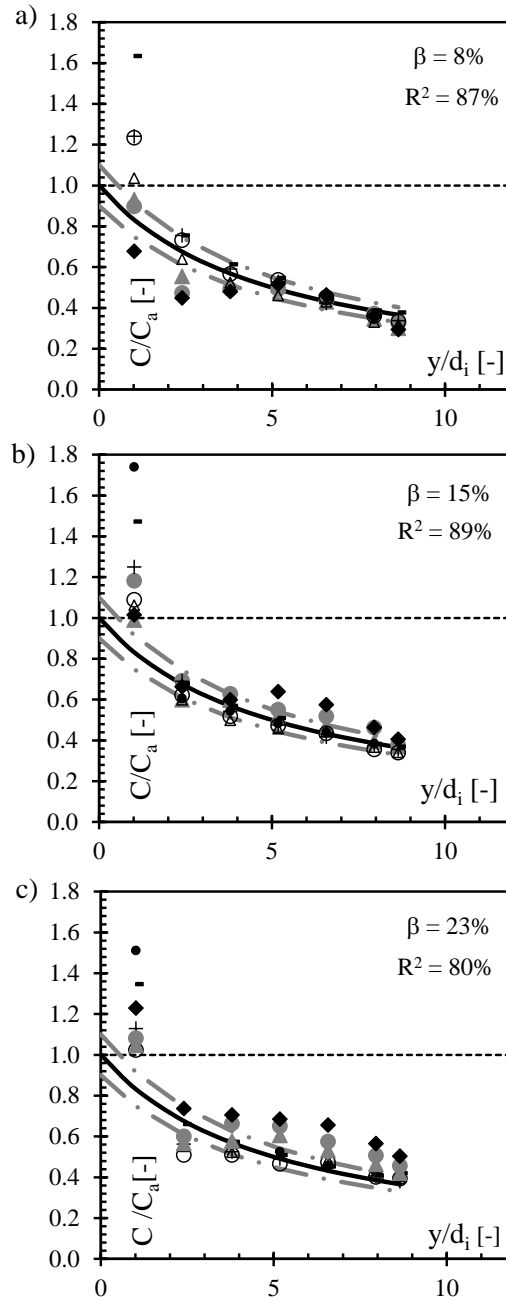 a)
1.8
1.6
1.4
1.2
1.0
0.8
0.6
0.4
0.2
0.0
β = 8%
R² = 87%
C/Cₐ [-]
y/dᵢ [-]
0
5
10
b)
1.8
1.6
1.4
1.2
1.0
0.8
0.6
0.4
0.2
0.0
β = 15%
R² = 89%
C/Cₐ [-]
y/dᵢ [-]
0
5
10
c)
1.8
1.6
1.4
1.2
1.0
0.8
0.6
0.4
0.2
0.0
β = 23%
R² = 80%
C /Cₐ [-]
y/dᵢ [-]
0
5
10